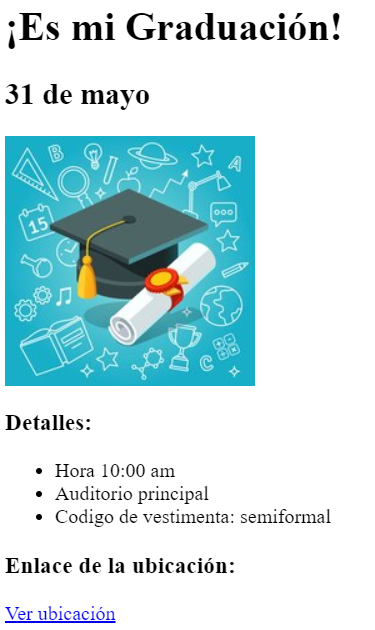 ¡Es mi Graduación!
31 de mayo
B
A
15
C
Detalles:
Hora 10:00 am
Auditorio principal
Codigo de vestimenta: semiformal
Enlace de la ubicación:
Ver ubicación